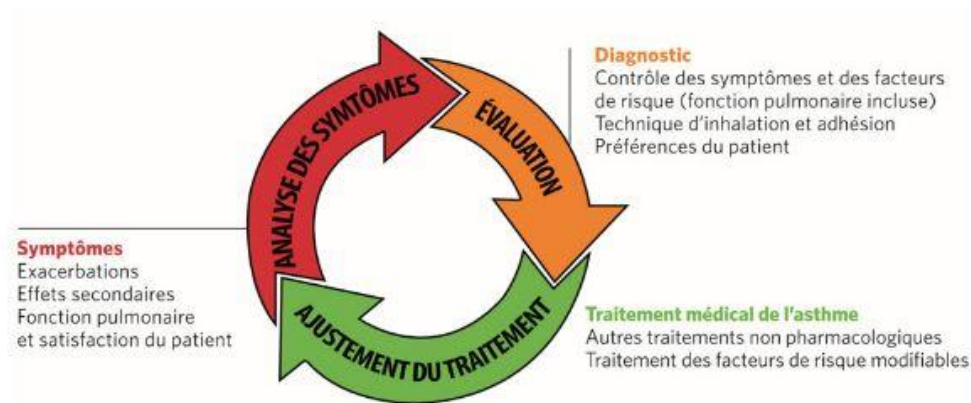 ANALYSE DES SYMTÔMES
ÉVALUATION
AJUSTEMENT DU TRAITEMENT
Diagnostic
Contrôle des symptômes et des facteurs
de risque (fonction pulmonaire incluse)
Technique d'inhalation et adhésion
Préférences du patient
Symptômes
Exacerbations
Effets secondaires
Fonction pulmonaire
et satisfaction du patient
Traitement médical de l'asthme
Autres traitements non pharmacologiques
Traitement des facteurs de risque modifiables